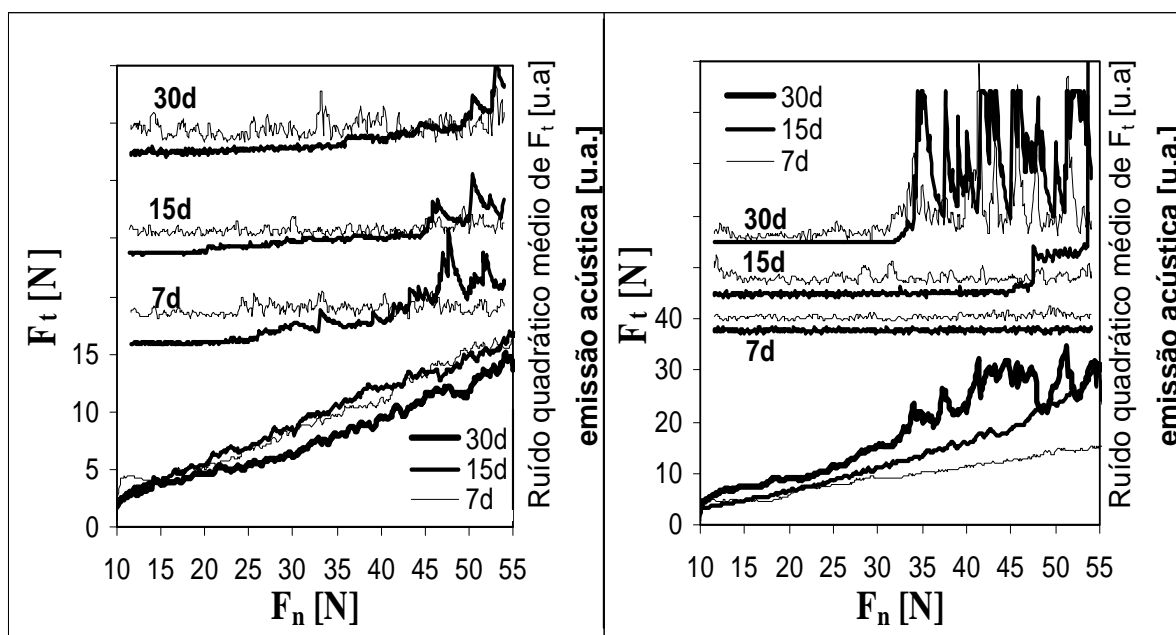 30d
15d
7d
F t [N]
15
10
5
0
30d
15d
7d
10 15 20 25 30 35 40 45 50 55
Fn [N]
Ruído quadrático médio de Ft [u.a]
emissão acústica [u.a.]
30d
15d
7d
30d
15d
7d
F t [N]
40
30
20
10
0
10 15 20 25 30 35 40 45 50 55
Fn [N]
Ruído quadrático médio de Ft [u.a]
emissão acústica [u.a.]